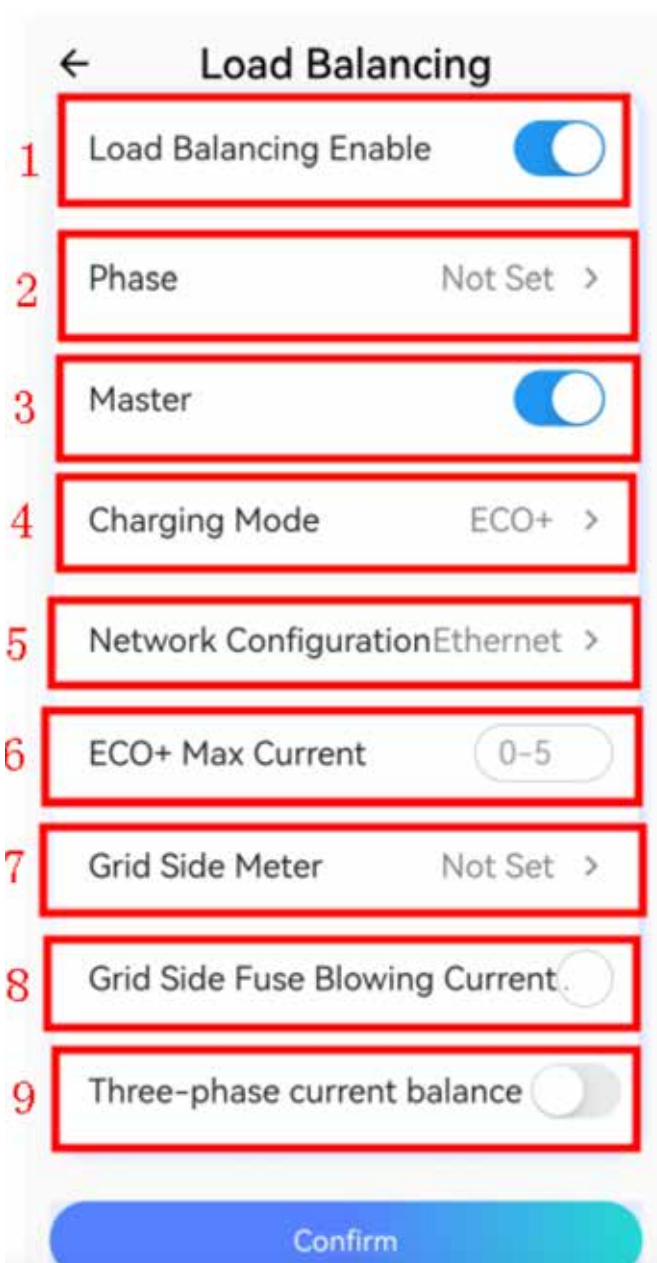 Load Balancing
1 Load Balancing Enable
2 Phase Not Set >
3 Master
4 Charging Mode ECO+ >
5 Network Configuration Ethernet >
6 ECO+ Max Current 0-5
7 Grid Side Meter Not Set >
8 Grid Side Fuse Blowing Current .
9 Three-phase current balance
Confirm